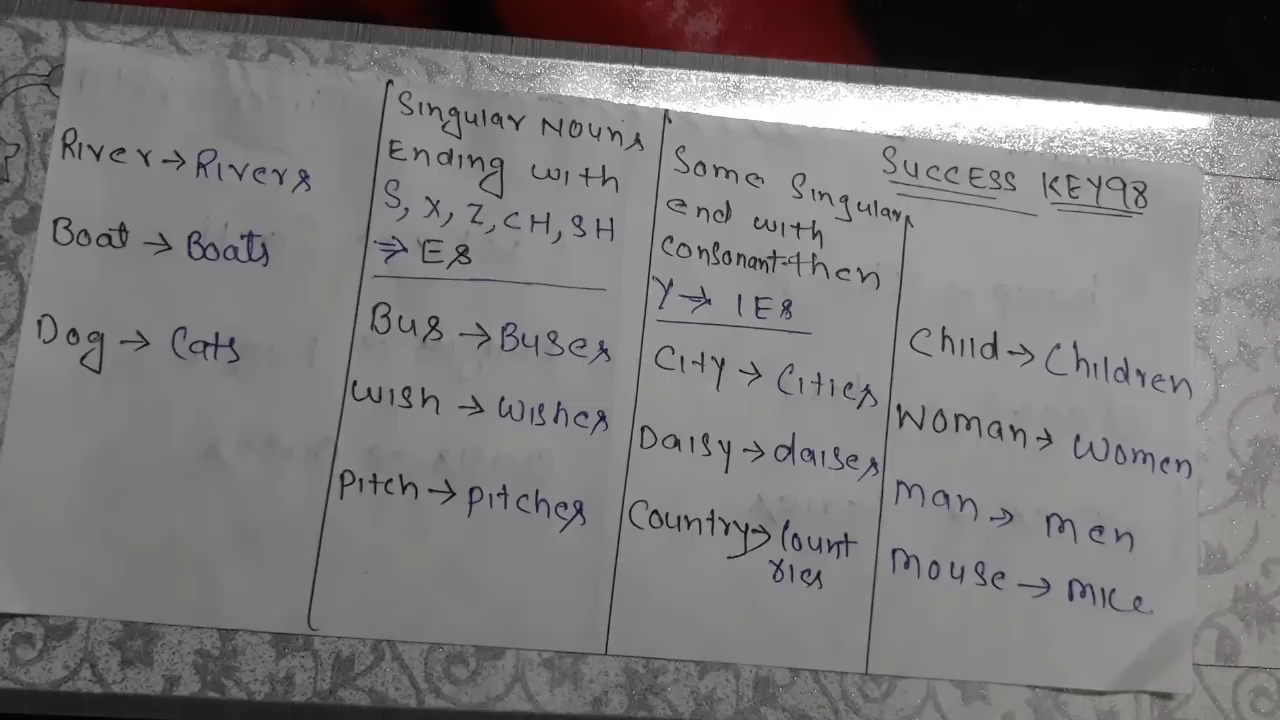 River → Rivers
Boat → Boats
Dog → Cats
Singular Nouns
Ending with
S, X, Z, CH, SH
⇒ ES
Bus → Buses
Wish → Wishes
Pitch → pitches
Some Singular
end with
consonant then
Y → IES
City → Cities
Daisy → daises
Country → Count
ries
SUCCESS KEY98
Child → Children
Woman → Women
Man → Men
Mouse → Mice